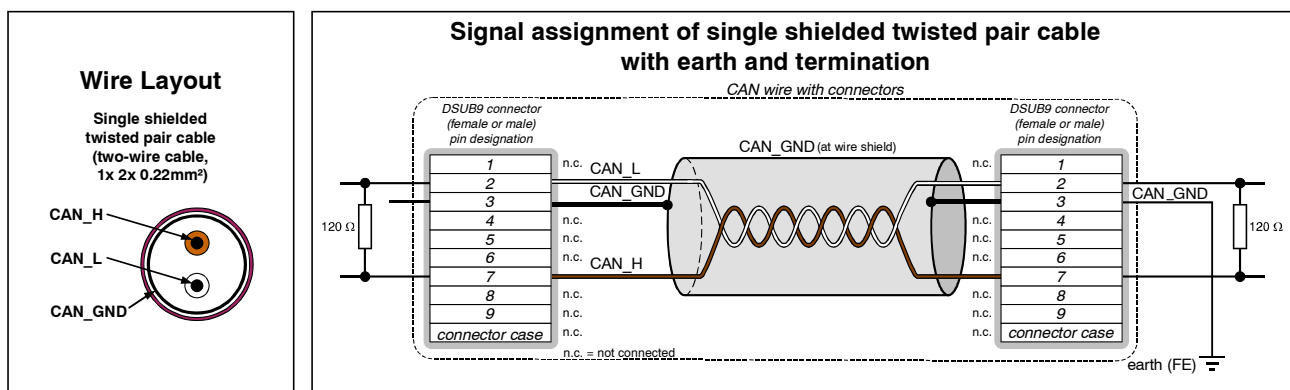 Wire Layout
Single shielded
twisted pair cable
(two-wire cable,
1x 2x 0.22mm²)
CAN_H
CAN_L
CAN_GND
Signal assignment of single shielded twisted pair cable
with earth and termination
CAN wire with connectors
DSUB9 connector
(female or male)
pin designation
1
2
3
4
5
6
7
8
9
connector case
n.c.
CAN_L
CAN_GND
n.c.
n.c.
n.c.
CAN_H
n.c.
n.c.
n.c.
n.c. = not connected
120 Ω
CAN_GND (at wire shield)
DSUB9 connector
(female or male)
pin designation
n.c.
n.c.
n.c.
n.c.
n.c.
n.c.
n.c.
1
2
3
4
5
6
7
8
9
connector case
CAN_GND
120 Ω
earth (FE)